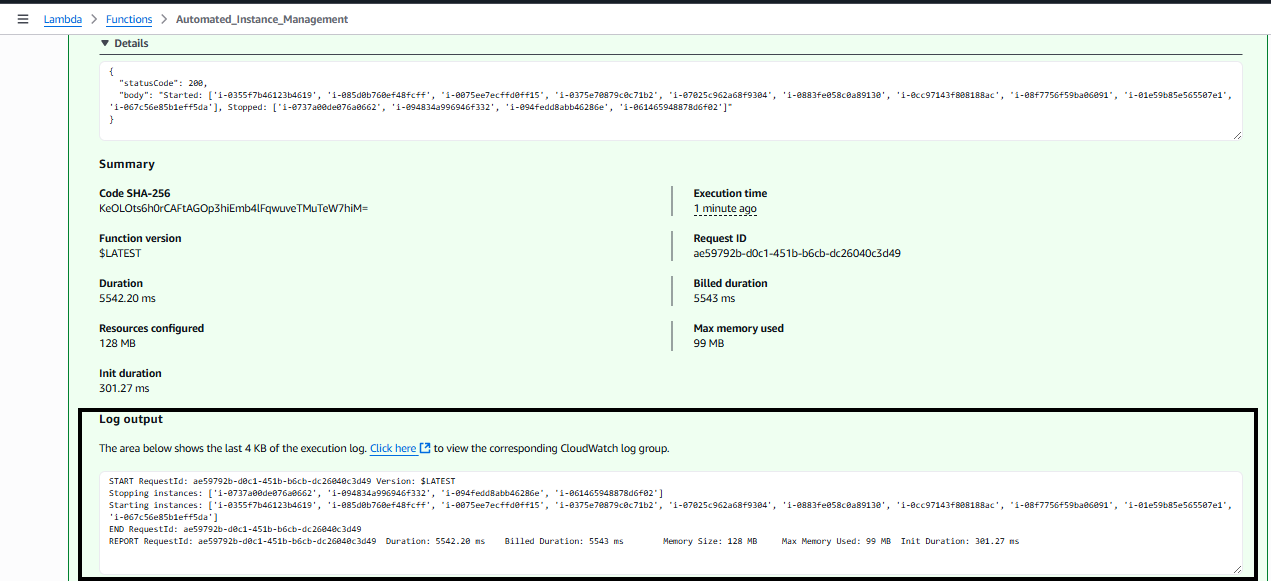 Lambda > Functions > Automated_Instance_Management
▼ Details
{
"statusCode": 200,
"body": "Started: ['i-0355f7b46123b4619', 'i-085d0b760ef48fcff', 'i-0075ee7ecffd0ff15', 'i-0375e70879c0c71b2', 'i-07025c962a68f9304', 'i-0883fe058c0a89130', 'i-0cc97143f808188ac', 'i-08f7756f59ba06091', 'i-01e59b85e565507e1',
'i-067c56e85b1eff5da'], Stopped: ['i-0737a00de076a0662', 'i-094834a996946f332', 'i-094fedd8abb46286e', 'i-061465948878d6f02']"
}
Summary
Code SHA-256
KeOLOts6h0rCAFtAGOp3hiEmb4lFqwuveTMuTeW7hiM=
Execution time
1 minute ago
Function version
$LATEST
Request ID
ae59792b-d0c1-451b-b6cb-dc26040c3d49
Duration
5542.20 ms
Billed duration
5543 ms
Resources configured
128 MB
Max memory used
99 MB
Init duration
301.27 ms
Log output
The area below shows the last 4 KB of the execution log. Click here to view the corresponding CloudWatch log group.
START RequestId: ae59792b-d0c1-451b-b6cb-dc26040c3d49 Version: $LATEST
Stopping instances: ['i-0737a00de076a0662', 'i-094834a996946f332', 'i-094fedd8abb46286e', 'i-061465948878d6f02']
Starting instances: ['i-0355f7b46123b4619', 'i-085d0b760ef48fcff', 'i-0075ee7ecffd0ff15', 'i-0375e70879c0c71b2', 'i-07025c962a68f9304', 'i-0883fe058c0a89130', 'i-0cc97143f808188ac', 'i-08f7756f59ba06091', 'i-01e59b85e565507e1',
'i-067c56e85b1eff5da']
END RequestId: ae59792b-d0c1-451b-b6cb-dc26040c3d49
REPORT RequestId: ae59792b-d0c1-451b-b6cb-dc26040c3d49 Duration: 5542.20 ms Billed Duration: 5543 ms Memory Size: 128 MB Max Memory Used: 99 MB Init Duration: 301.27 ms